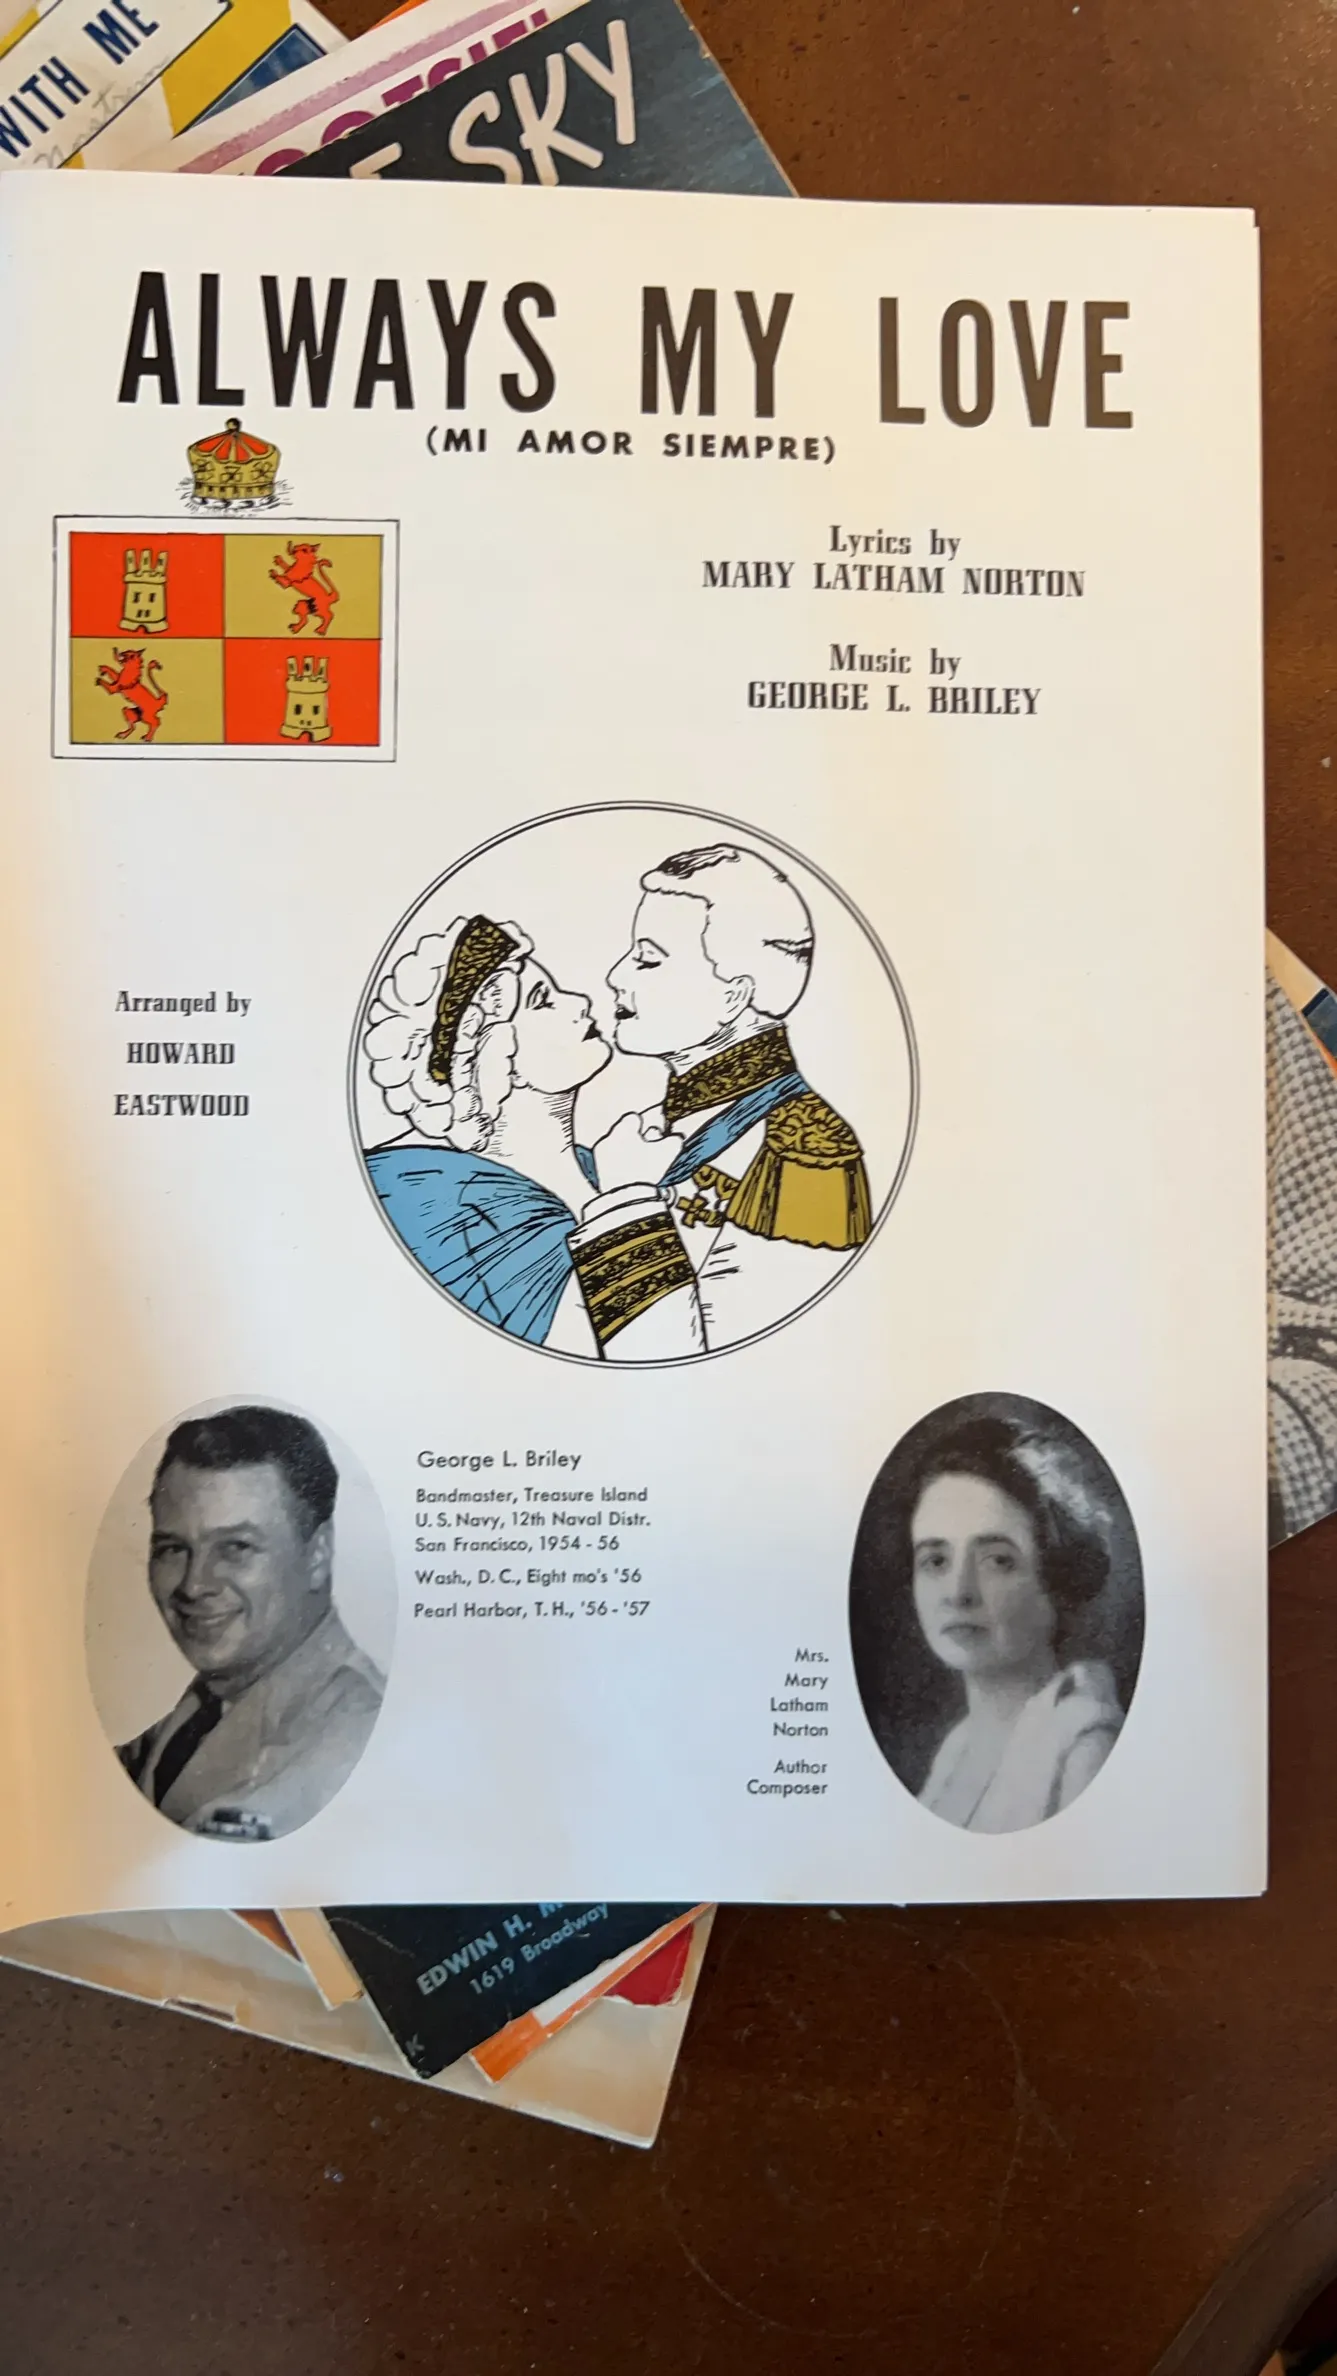 WITH ME
SKY
ALWAYS MY LOVE
(MI AMOR SIEMPRE)
Lyrics by
MARY LATHAM NORTON
Music by
GEORGE L. BRILEY
Arranged by
HOWARD
EASTWOOD
George L. Briley
Bandmaster, Treasure Island
U. S. Navy, 12th Naval Distr.
San Francisco, 1954 - 56
Wash., D. C., Eight mo's '56
Pearl Harbor, T. H., '56 - '57
Mrs.
Mary
Latham
Norton
Author
Composer
EDWIN H. M
1619 Broadway
K